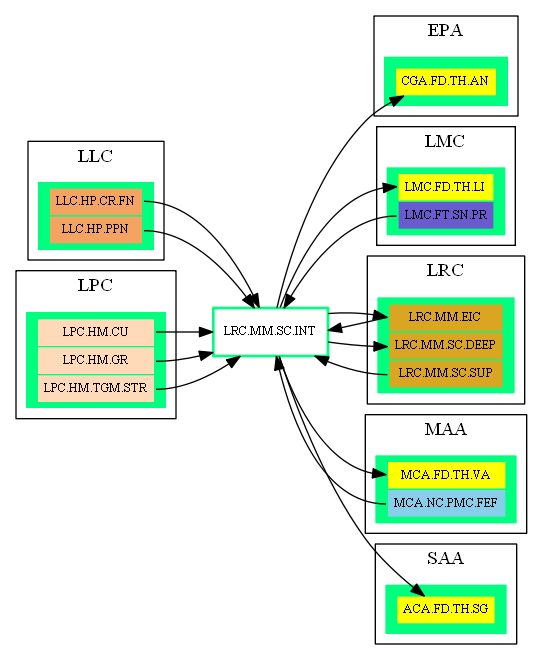 LLC
LLC.HP.CR.FN
LLC.HP.PPN
LPC
LPC.HM.CU
LPC.HM.GR
LPC.HM.TGM.STR
LRC.MM.SC.INT
EPA
CGA.FD.TH.AN
LMC
LMC.FD.TH.LI
LMC.FT.SN.PR
LRC
LRC.MM.EIC
LRC.MM.SC.DEEP
LRC.MM.SC.SUP
MAA
MCA.FD.TH.VA
MCA.NC.PMC.FEF
SAA
ACA.FD.TH.SG